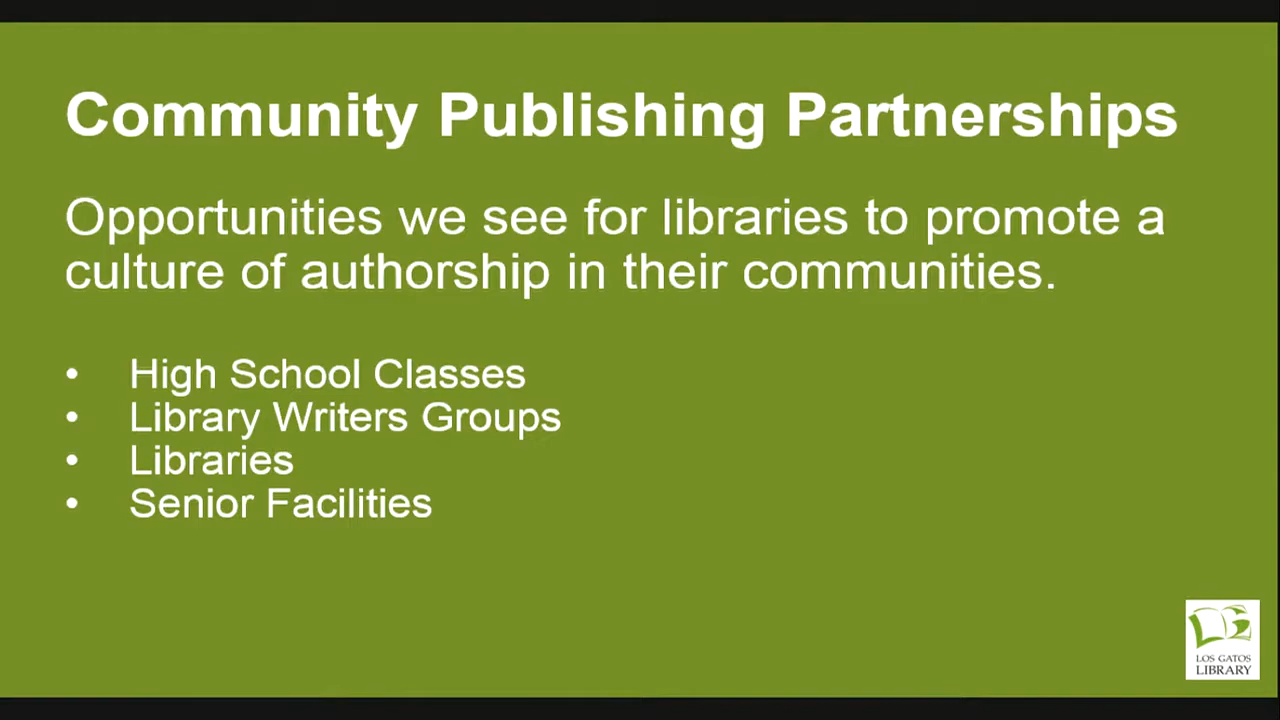 Community Publishing Partnerships
Opportunities we see for libraries to promote a
culture of authorship in their communities.
• High School Classes
• Library Writers Groups
• Libraries
• Senior Facilities
LG
LOS GATOS
LIBRARY